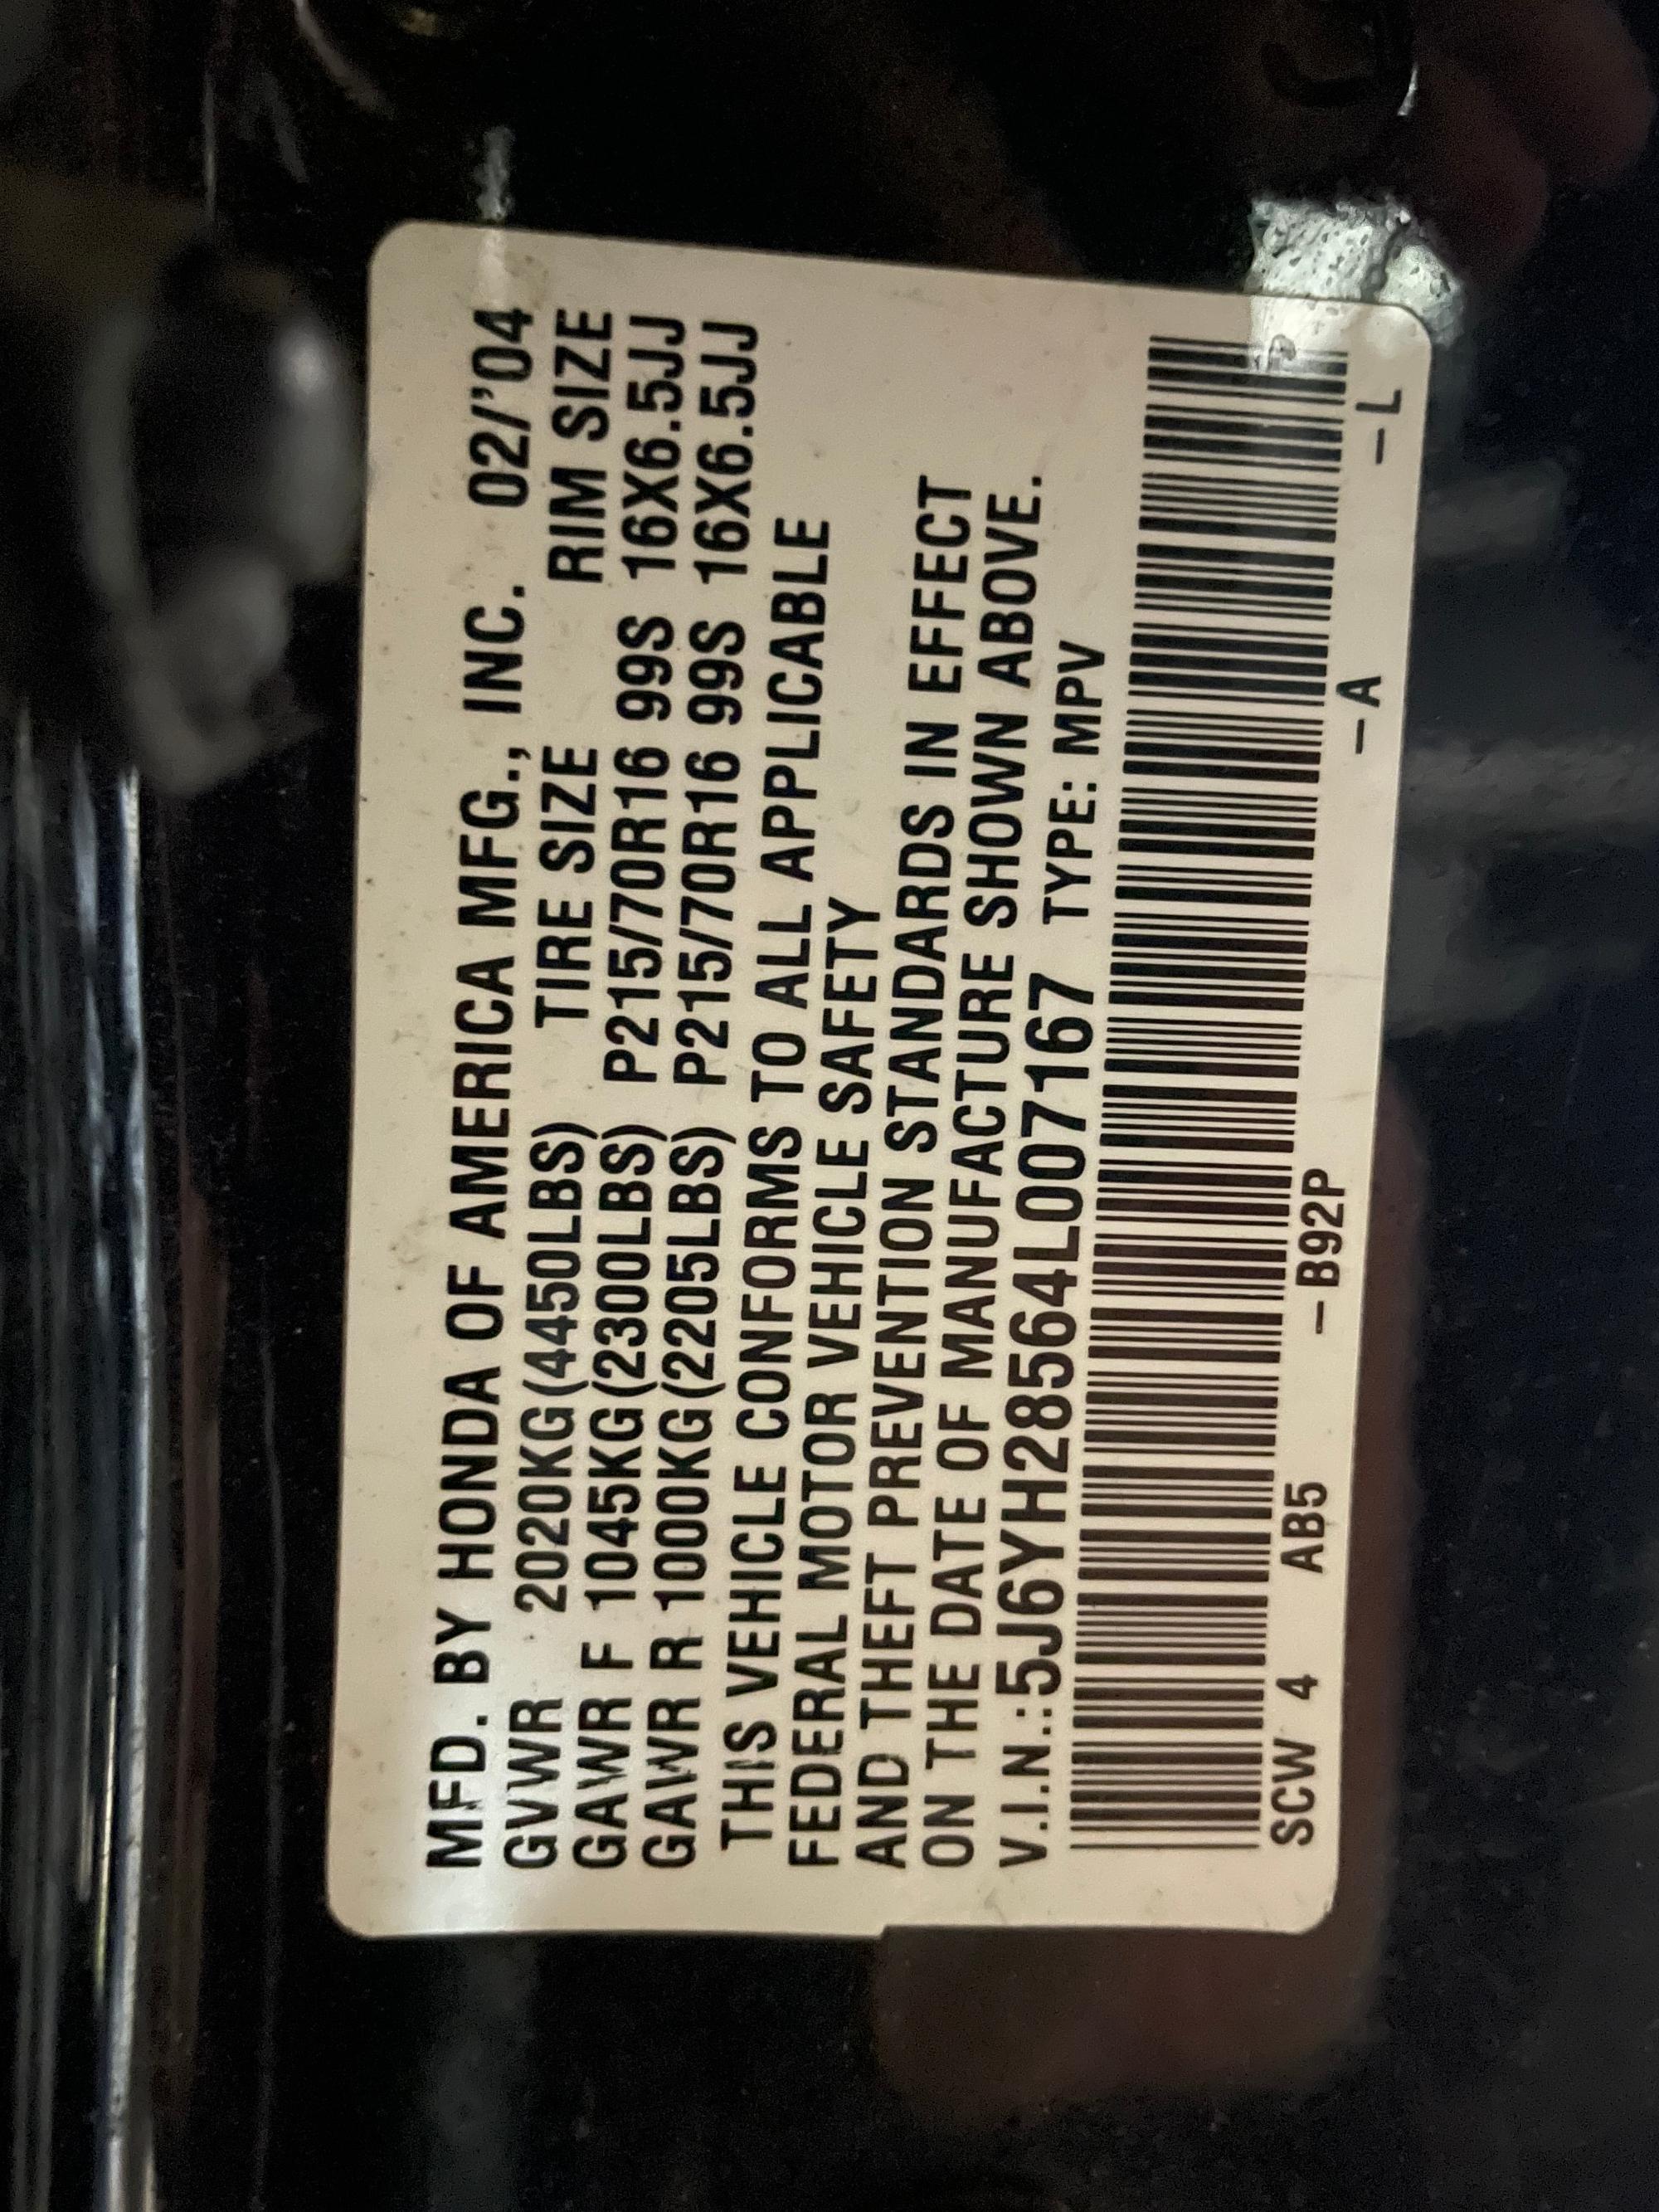 MFD. BY HONDA OF AMERICA MFG., INC. 02/'04
GVWR 2020KG(4450LBS) TIRE SIZE RIM SIZE
GAWR F 1045KG(2300LBS) P215/70R16 99S 16X6.5JJ
GAWR R 1000KG(2205LBS) P215/70R16 99S 16X6.5JJ
THIS VEHICLE CONFORMS TO ALL APPLICABLE
FEDERAL MOTOR VEHICLE SAFETY
AND THEFT PREVENTION STANDARDS IN EFFECT
ON THE DATE OF MANUFACTURE SHOWN ABOVE.
V.I.N.:5J6YH28564L007167 TYPE: MPV
SCW 4 AB5 –B92P –A –L